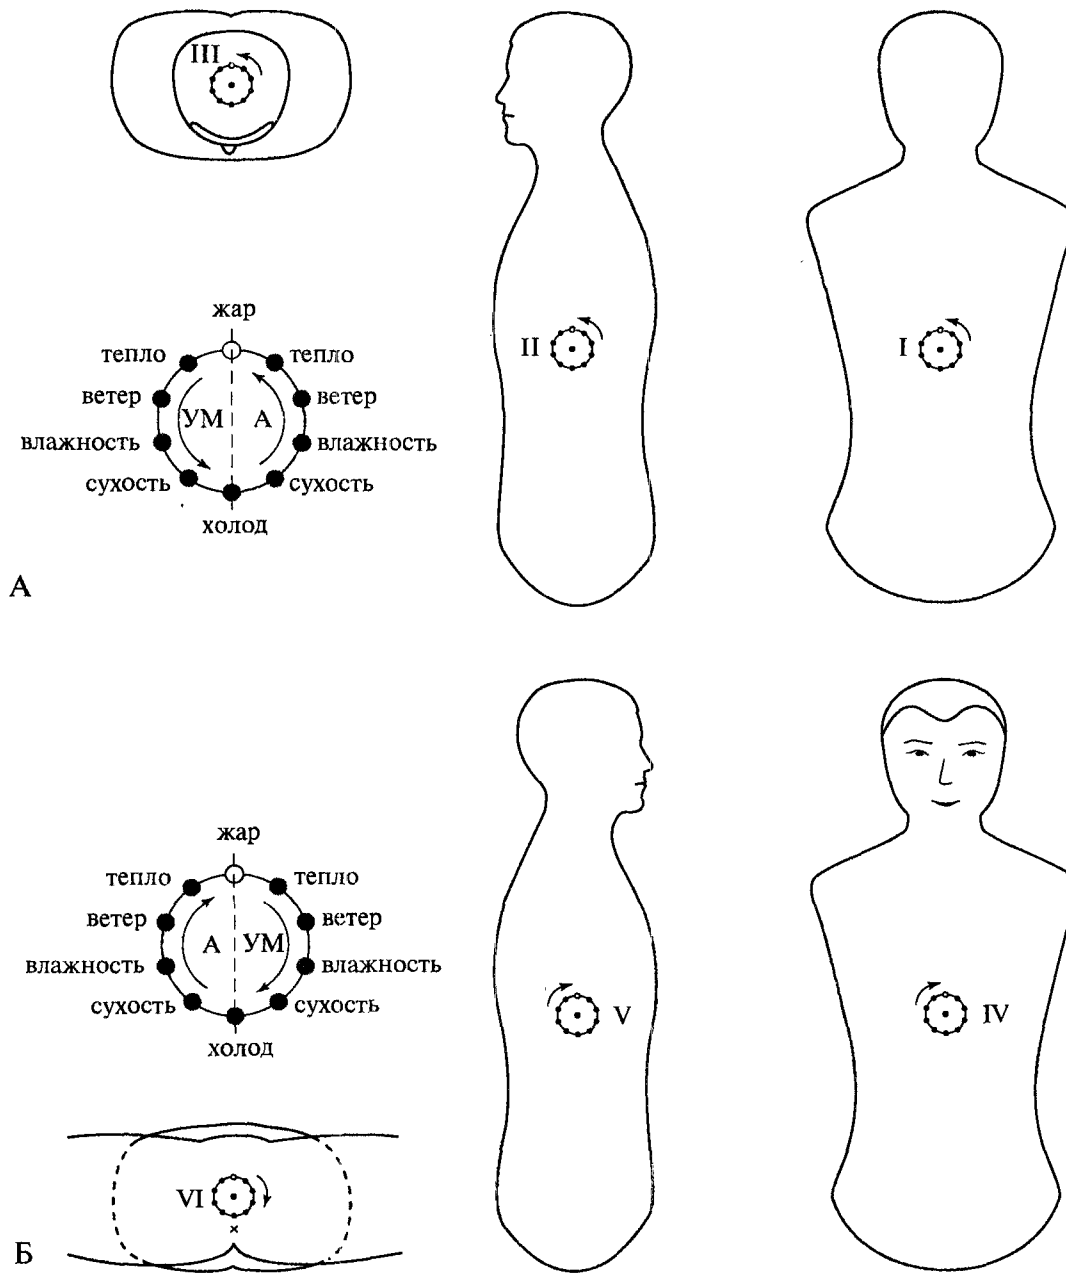 III
II
I
жар
тепло тепло
ветер ветер
УМ А
влажность влажность
сухость сухость
холод
А
жар
тепло тепло
ветер ветер
А УМ
влажность влажность
сухость сухость
холод
V
IV
VI
×
Б